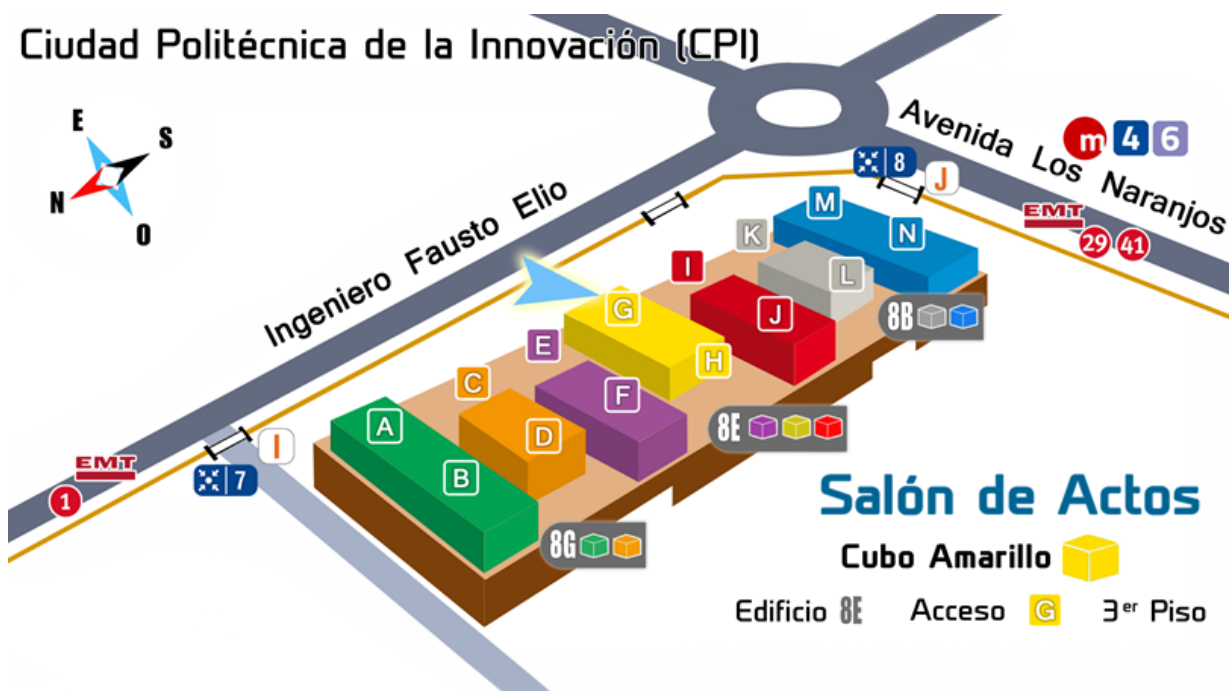 Ciudad Politécnica de la Innovación (CPI)
E
S
N
O
Avenida Los Naranjos
m 4 6
8 J
EMT
29 41
Ingeniero Fausto Elio
M
N
K
L
I
J
G
H
E
F
C
D
A
B
8B
8E
8G
I
7
EMT
1
Salón de Actos
Cubo Amarillo
Edificio 8E Acceso G 3er Piso